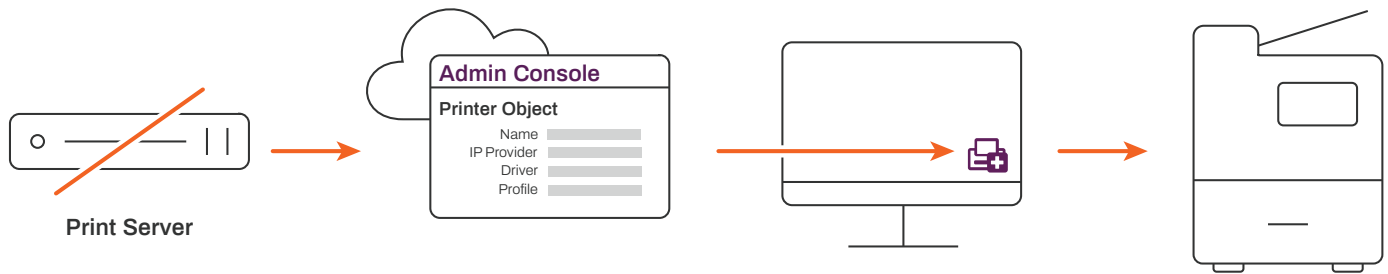 Admin Console
Printer Object
Name
IP Provider
Driver
Profile
Print Server